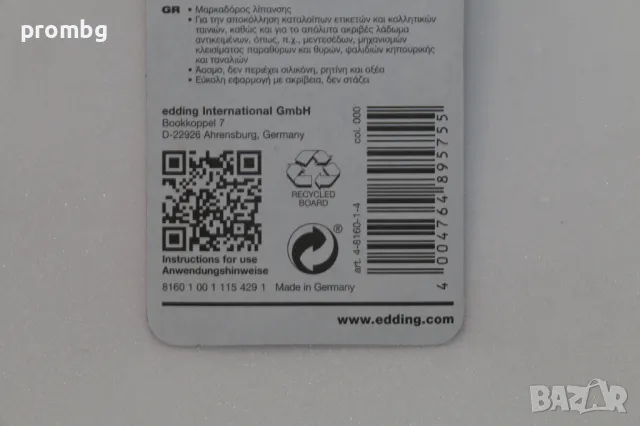 prombg
GR • Μαρκαδόρος λίπανσης
• Για την αποκόλληση καταλοίπων ετικετών και κολλητικών
ταινιών, καθώς και για το απόλυτα ακριβές λάδωμα
αντικειμένων, όπως, π.χ., μεντεσέδων, μηχανισμών
κλεισίματος παραθύρων και θυρών, ψαλιδιών κηπουρικής
και ταναλιών
• Άοσμο, δεν περιέχει σιλικόνη, ρητίνη και οξέα
• Εύκολη εφαρμογή με ακρίβεια, δεν στάζει
edding International GmbH
Bookkoppel 7
D-22926 Ahrensburg, Germany
col. 000
RECYCLED
BOARD
art. 4-8160-1-4
4 004764 895755
Instructions for use
Anwendungshinweise
8160 1 00 1 115 429 1 Made in Germany
www.edding.com
BAZAR
bg